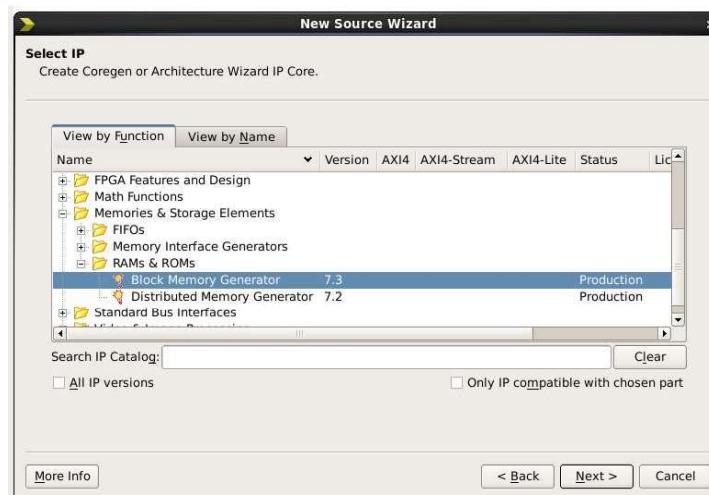 New Source Wizard
Select IP
Create Coregen or Architecture Wizard IP Core.
View by Function View by Name
Name Version AXI4 AXI4-Stream AXI4-Lite Status Lic
FPGA Features and Design
Math Functions
Memories & Storage Elements
FIFOs
Memory Interface Generators
RAMs & ROMs
Block Memory Generator 7.3 Production
Distributed Memory Generator 7.2 Production
Standard Bus Interfaces
Search IP Catalog: Clear
All IP versions Only IP compatible with chosen part
More Info < Back Next > Cancel